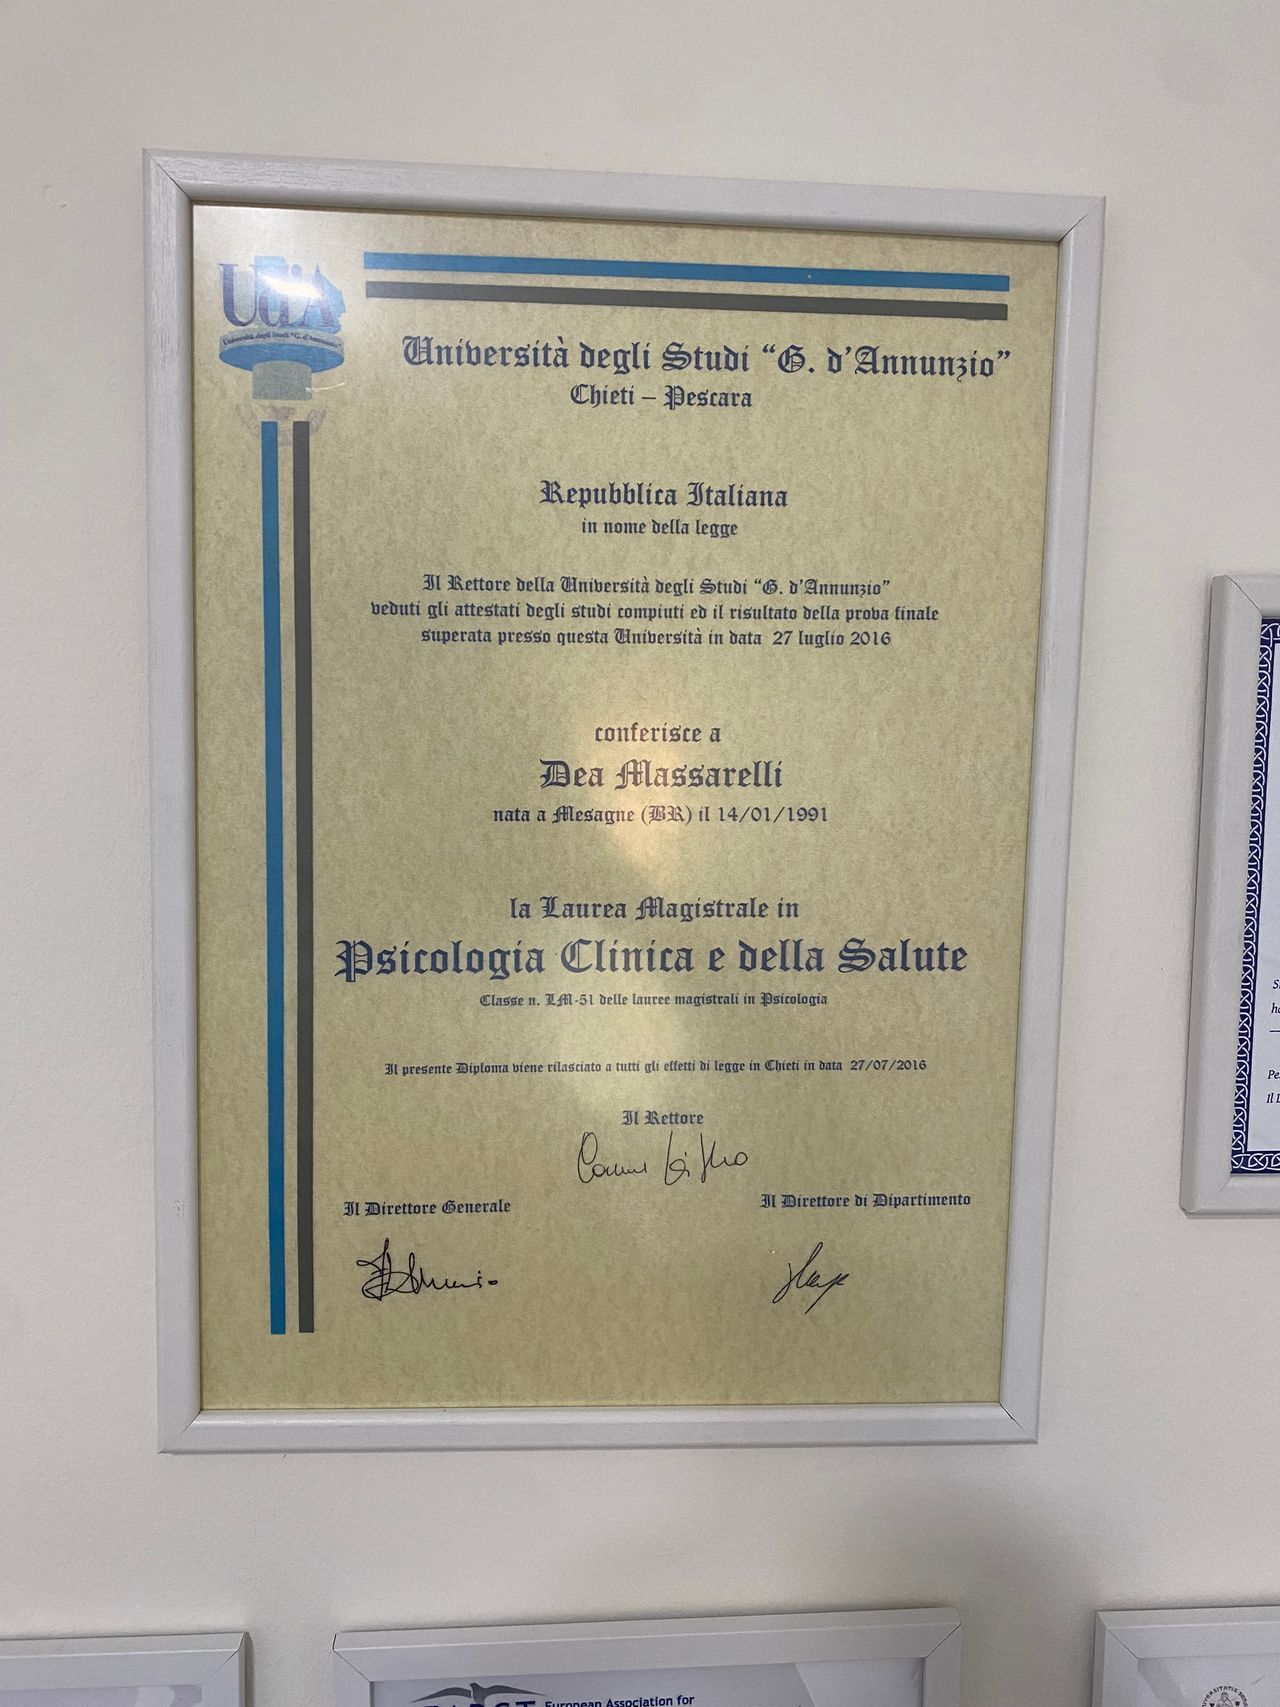 UdA
Università degli Studi "G. d'Annunzio"
Università degli Studi "G. d'Annunzio"
Chieti – Pescara
Repubblica Italiana
in nome della legge
Il Rettore della Università degli Studi "G. d'Annunzio"
veduti gli attestati degli studi compiuti ed il risultato della prova finale
superata presso questa Università in data 27 luglio 2016
conferisce a
Dea Massarelli
nata a Mesagne (BR) il 14/01/1991
la Laurea Magistrale in
Psicologia Clinica e della Salute
Classe n. LM-51 delle lauree magistrali in Psicologia
Il presente Diploma viene rilasciato a tutti gli effetti di legge in Chieti in data 27/07/2016
Il Rettore
Il Direttore Generale
Il Direttore di Dipartimento
European Association for